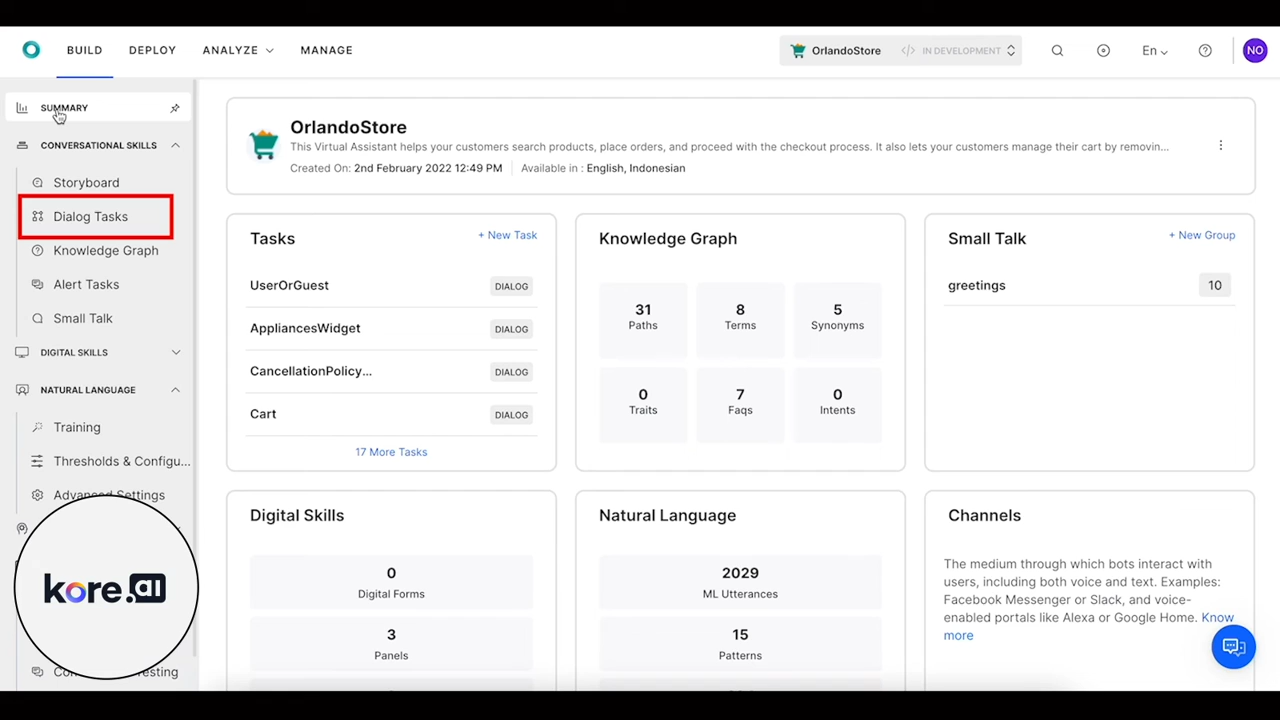 BUILD
DEPLOY
ANALYZE
MANAGE
OrlandoStore
</> IN DEVELOPMENT
En
NO
SUMMARY
CONVERSATIONAL SKILLS
Storyboard
Dialog Tasks
Knowledge Graph
Alert Tasks
Small Talk
DIGITAL SKILLS
NATURAL LANGUAGE
Training
Thresholds & Configu...
Advanced Settings
kore.ai
OrlandoStore
This Virtual Assistant helps your customers search products, place orders, and proceed with the checkout process. It also lets your customers manage their cart by removin...
Created On: 2nd February 2022 12:49 PM
Available in : English, Indonesian
Tasks
+ New Task
UserOrGuest
DIALOG
AppliancesWidget
DIALOG
CancellationPolicy...
DIALOG
Cart
DIALOG
17 More Tasks
Knowledge Graph
31
Paths
8
Terms
5
Synonyms
0
Traits
7
Faqs
0
Intents
Small Talk
+ New Group
greetings
10
Digital Skills
0
Digital Forms
3
Panels
Natural Language
2029
ML Utterances
15
Patterns
Channels
The medium through which bots interact with
users, including both voice and text. Examples:
Facebook Messenger or Slack, and voice-
enabled portals like Alexa or Google Home. Know
more